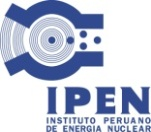 IPEN
INSTITUTO PERUANO
DE ENERGIA NUCLEAR